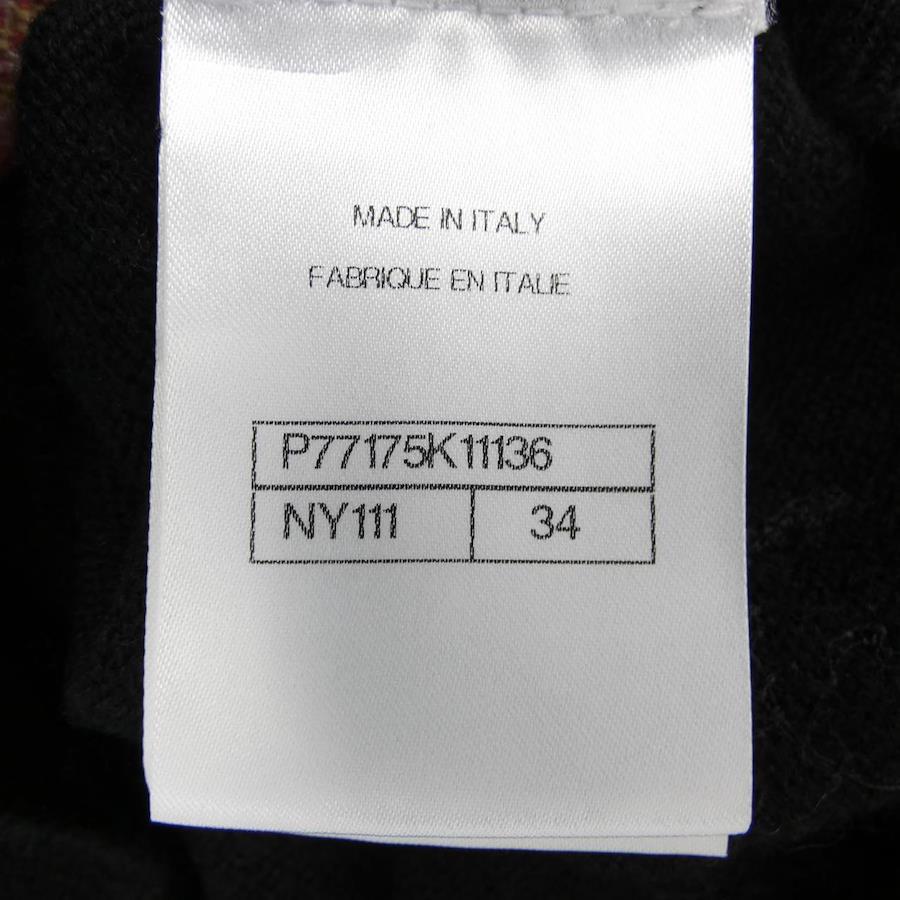 MADE IN ITALY
FABRIQUE EN ITALIE
P77175K11136
NY111 34